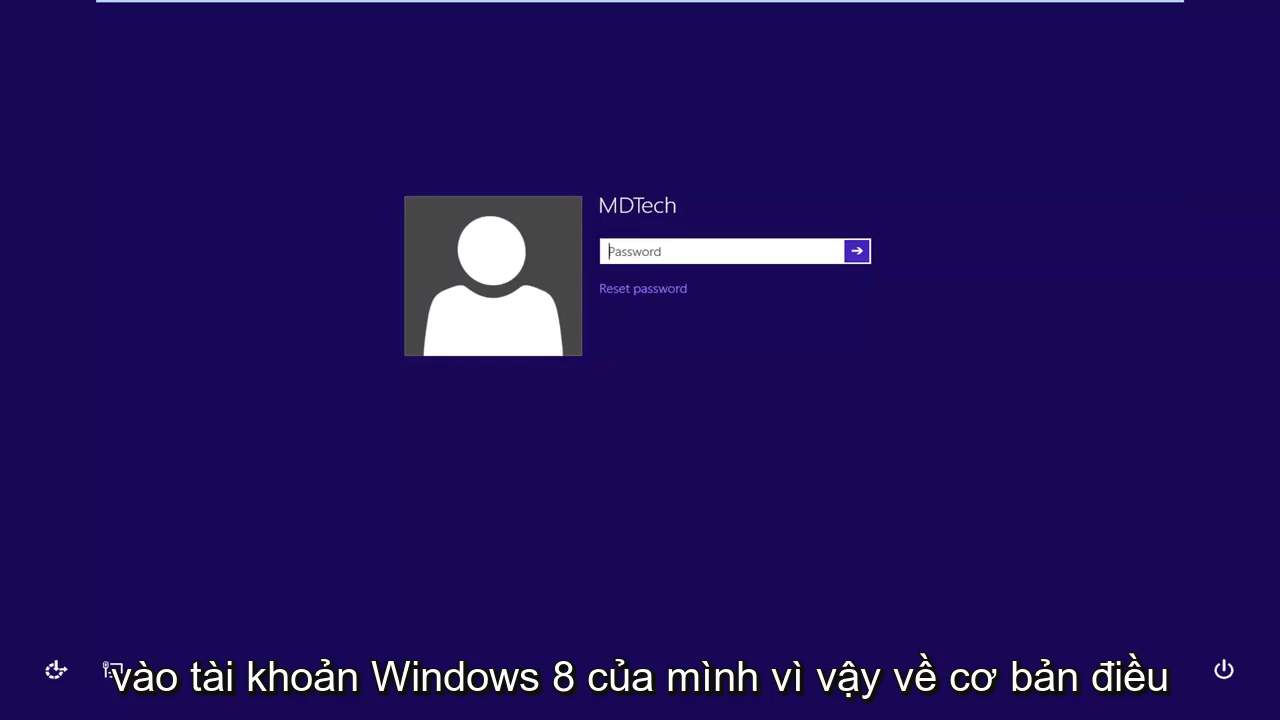 MDTech
Password
Reset password
vào tài khoản Windows 8 của mình vì vậy về cơ bản điều